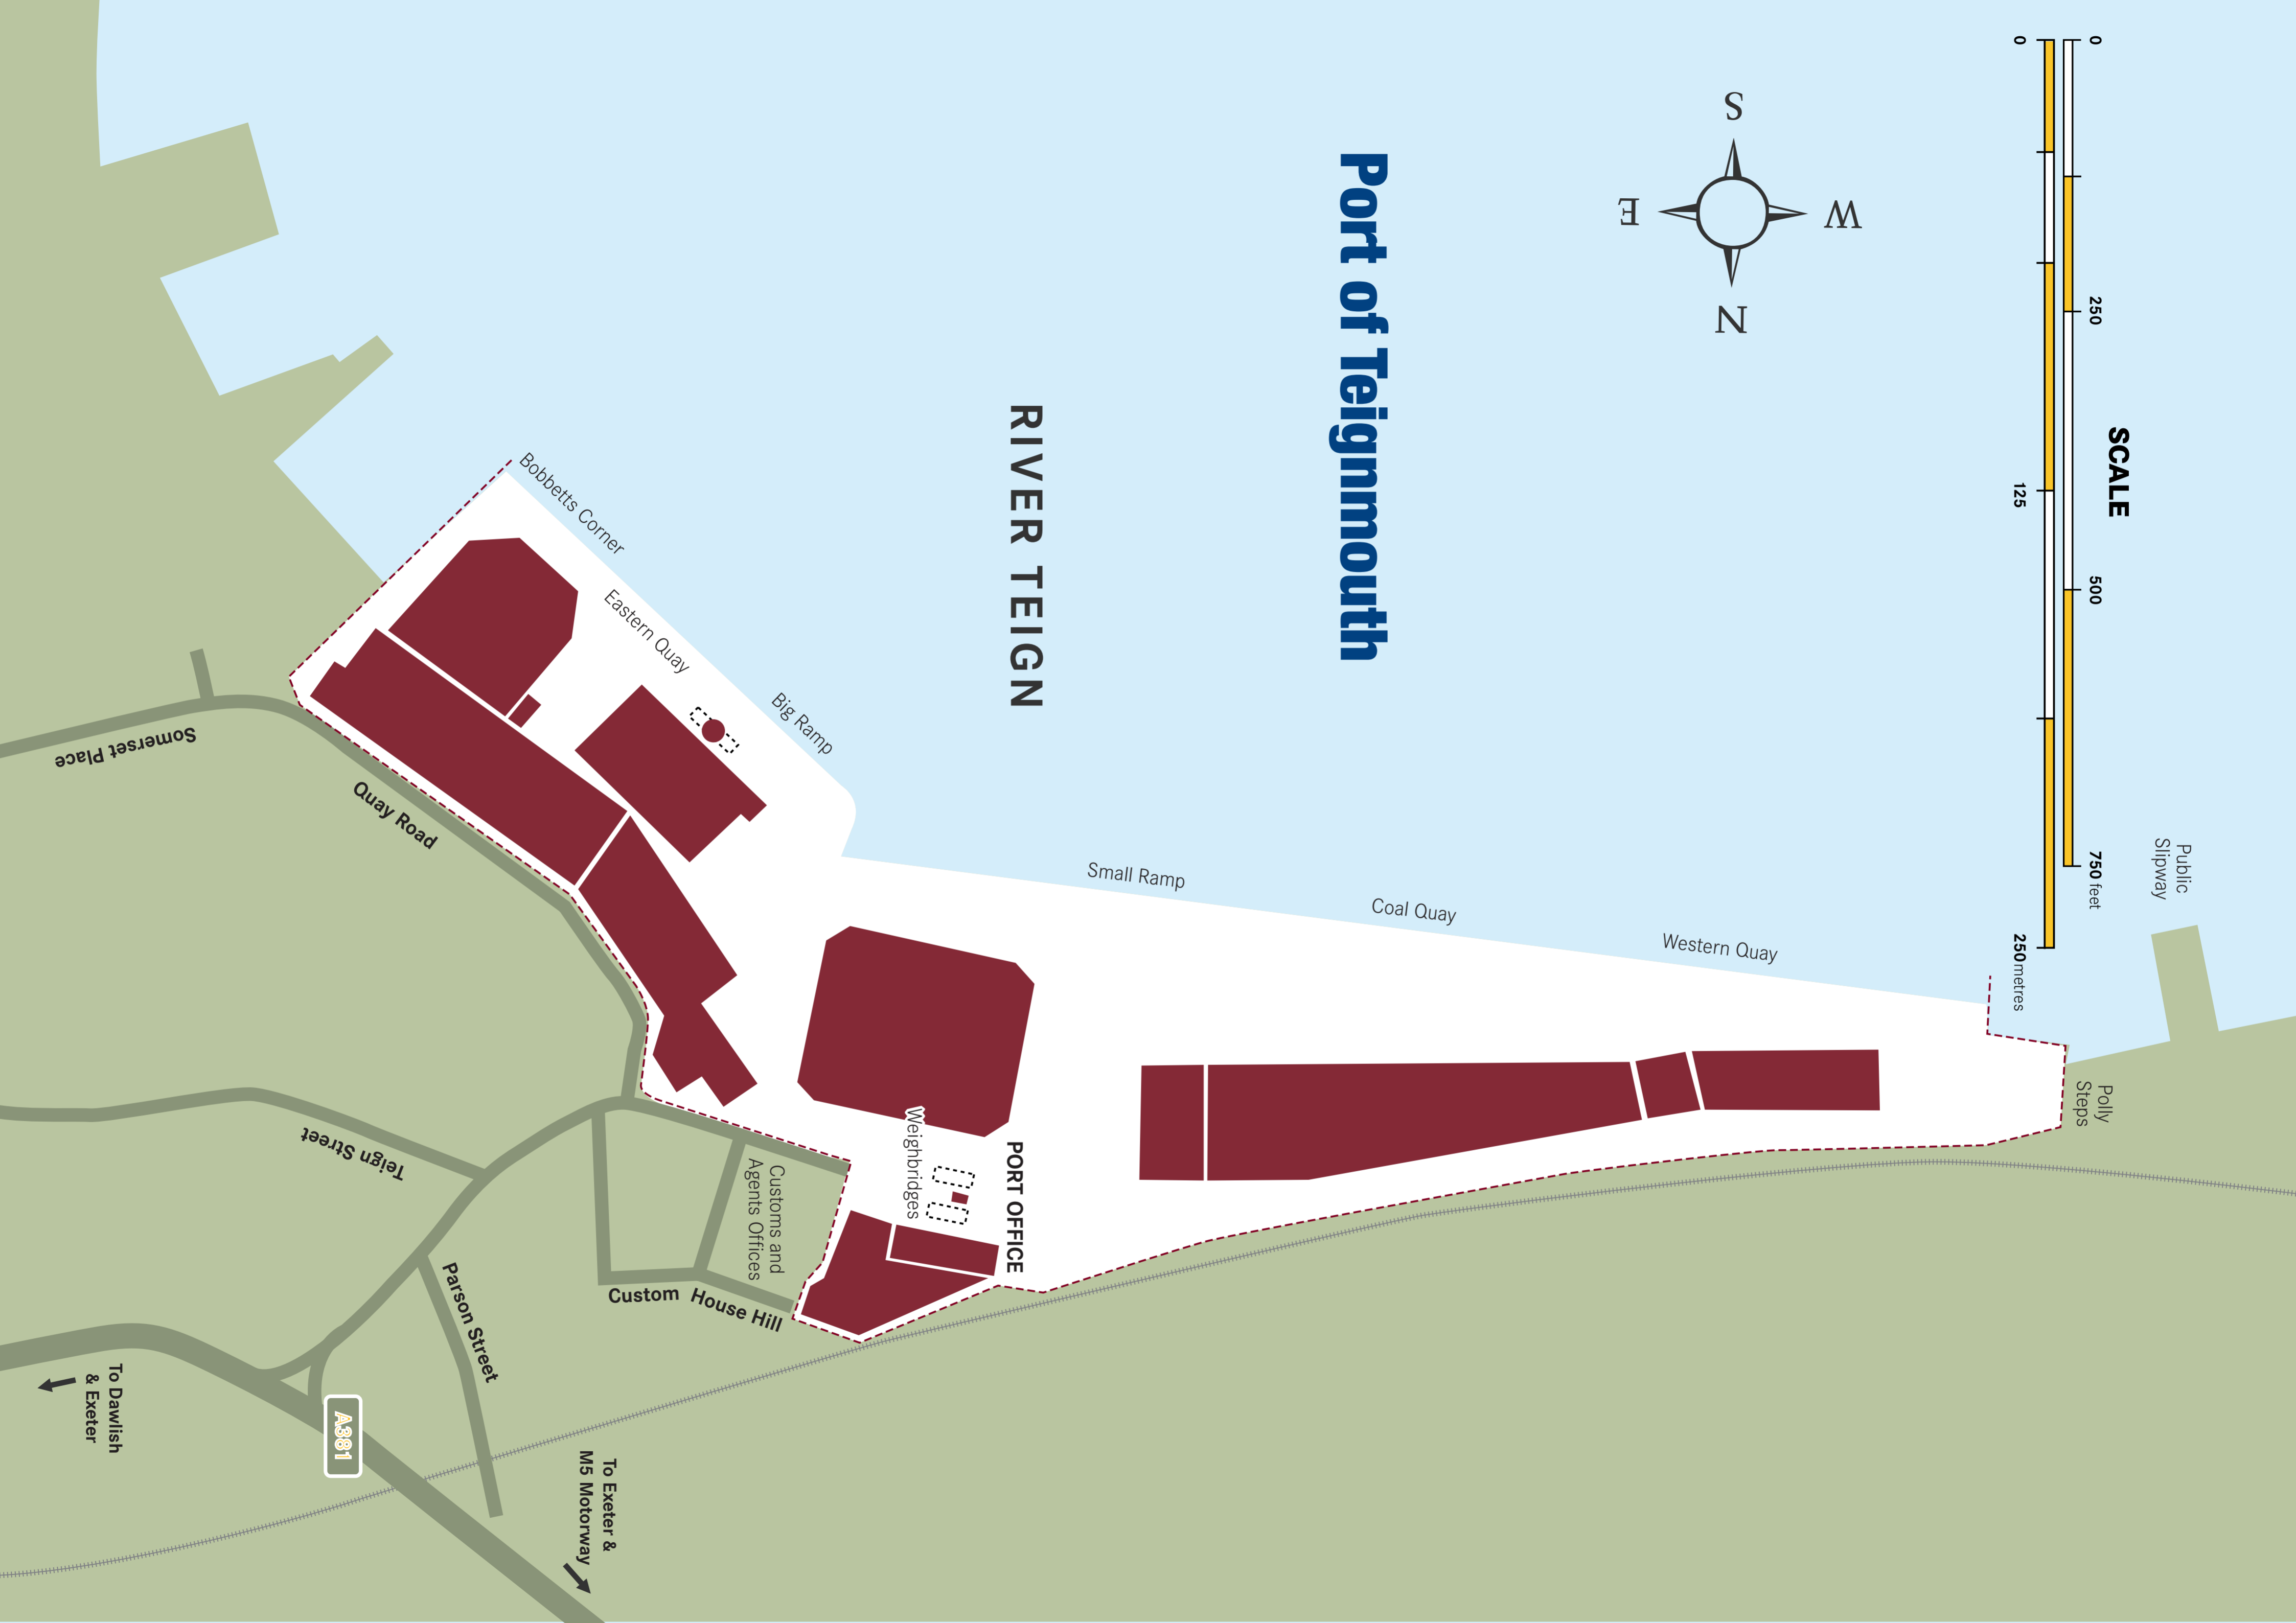 Port of Teignmouth
RIVER TEIGN
S
E
W
N
SCALE
0
250
500
750 feet
0
125
250 metres
Public
Slipway
Polly
Steps
Bobbetts Corner
Eastern Quay
Big Ramp
Small Ramp
Coal Quay
Western Quay
Somerset Place
Quay Road
Teign Street
Parson Street
Customs and
Agents Offices
Custom House Hill
Weighbridges
PORT OFFICE
A381
To Dawlish
& Exeter
To Exeter &
M5 Motorway